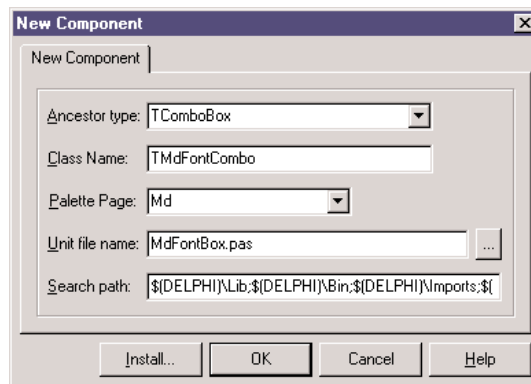 New Component
New Component
Ancestor type: TComboBox
Class Name: TMdFontCombo
Palette Page: Md
Unit file name: MdFontBox.pas ...
Search path: $(DELPHI)\Lib;$(DELPHI)\Bin;$(DELPHI)\Imports;$(
Install... OK Cancel Help